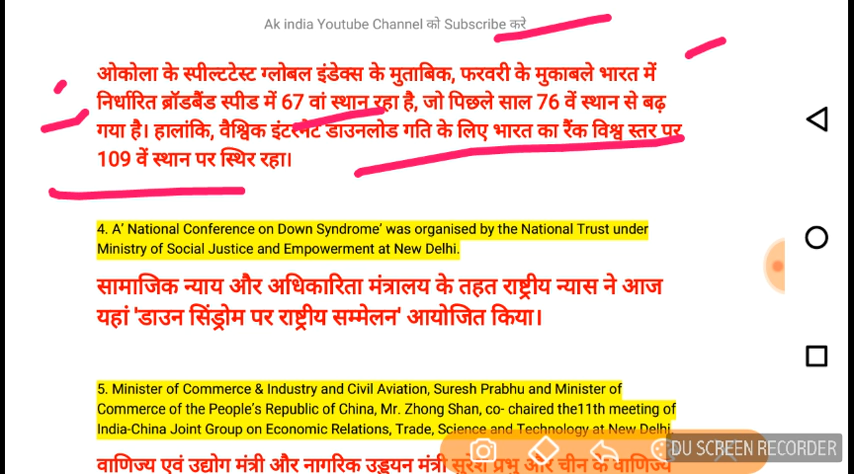 Ak india Youtube Channel को Subscribe करे
ओकोला के स्पीलटटेस्ट ग्लोबल इंडेक्स के मुताबिक, फरवरी के मुकाबले भारत में
निर्धारित ब्रॉडबैंड स्पीड में 67 वां स्थान रहा है, जो पिछले साल 76 वें स्थान से बढ़
गया है। हालांकि, वैश्विक इंटरनेट डाउनलोड गति के लिए भारत का रैंक विश्व स्तर पर
109 वें स्थान पर स्थिर रहा।
4. A' National Conference on Down Syndrome' was organised by the National Trust under
Ministry of Social Justice and Empowerment at New Delhi.
सामाजिक न्याय और अधिकारिता मंत्रालय के तहत राष्ट्रीय न्यास ने आज
यहां 'डाउन सिंड्रोम पर राष्ट्रीय सम्मेलन' आयोजित किया।
5. Minister of Commerce & Industry and Civil Aviation, Suresh Prabhu and Minister of
Commerce of the People's Republic of China, Mr. Zhong Shan, co- chaired the11th meeting of
India-China Joint Group on Economic Relations, Trade, Science and Technology at New Delhi.
वाणिज्य एवं उद्योग मंत्री और नागरिक उड्डयन मंत्री सुरेश प्रभु और चीन के वाणिज्य
DU SCREEN RECORDER